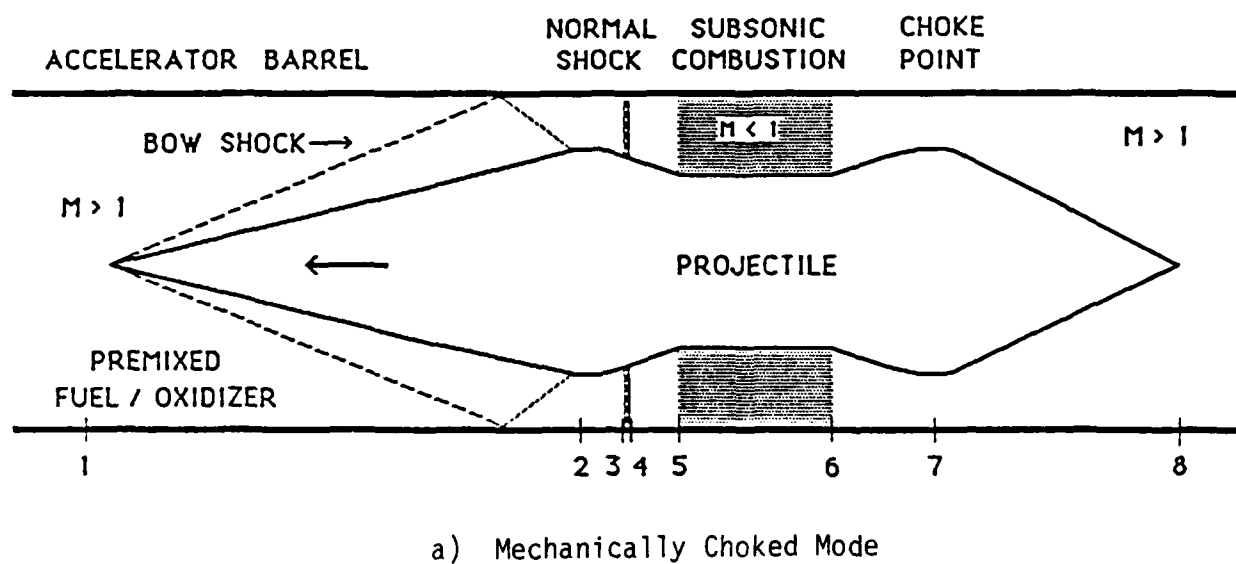 NORMAL SUBSONIC CHOKE
ACCELERATOR BARREL SHOCK COMBUSTION POINT
M < 1
BOW SHOCK→ M > 1
M > 1
PROJECTILE
PREMIXED
FUEL / OXIDIZER
1 2 3 4 5 6 7 8
a) Mechanically Choked Mode